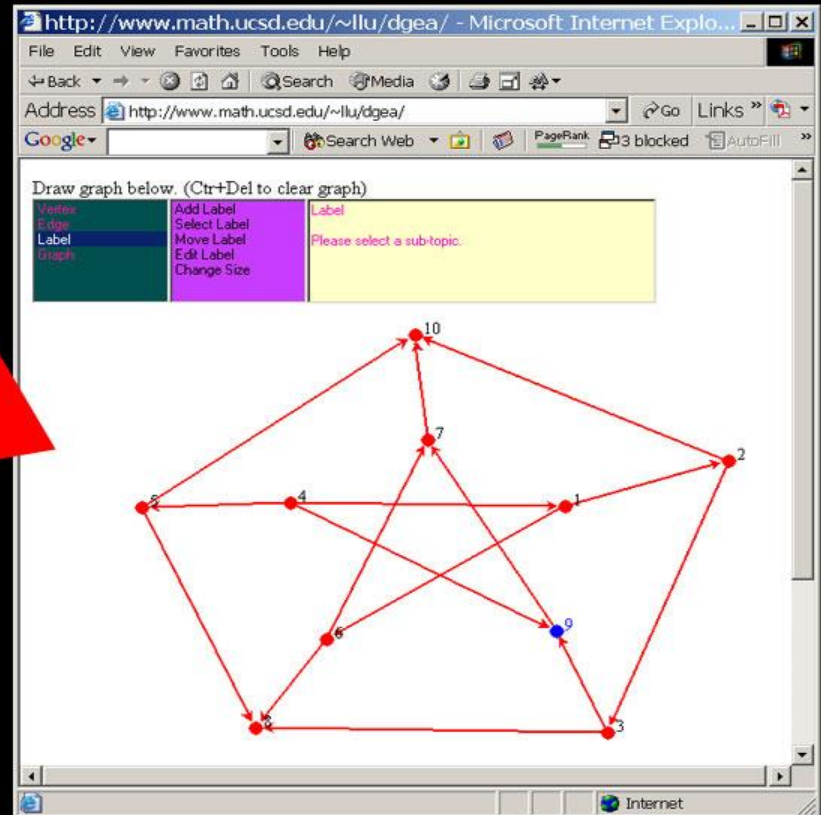 http://www.math.ucsd.edu/~llu/dgea/ - Microsoft Internet Explo...
File Edit View Favorites Tools Help
Back Search Media
Address http://www.math.ucsd.edu/~llu/dgea/ Go Links »
Google Search Web PageRank 3 blocked AutoFill »
Draw graph below. (Ctr+Del to clear graph)
Vertex Add Label Label
Edge Select Label
Label Move Label Please select a sub-topic.
Graph Edit Label
Change Size
10
7
2
5 4 1
6 9
8 3
Internet